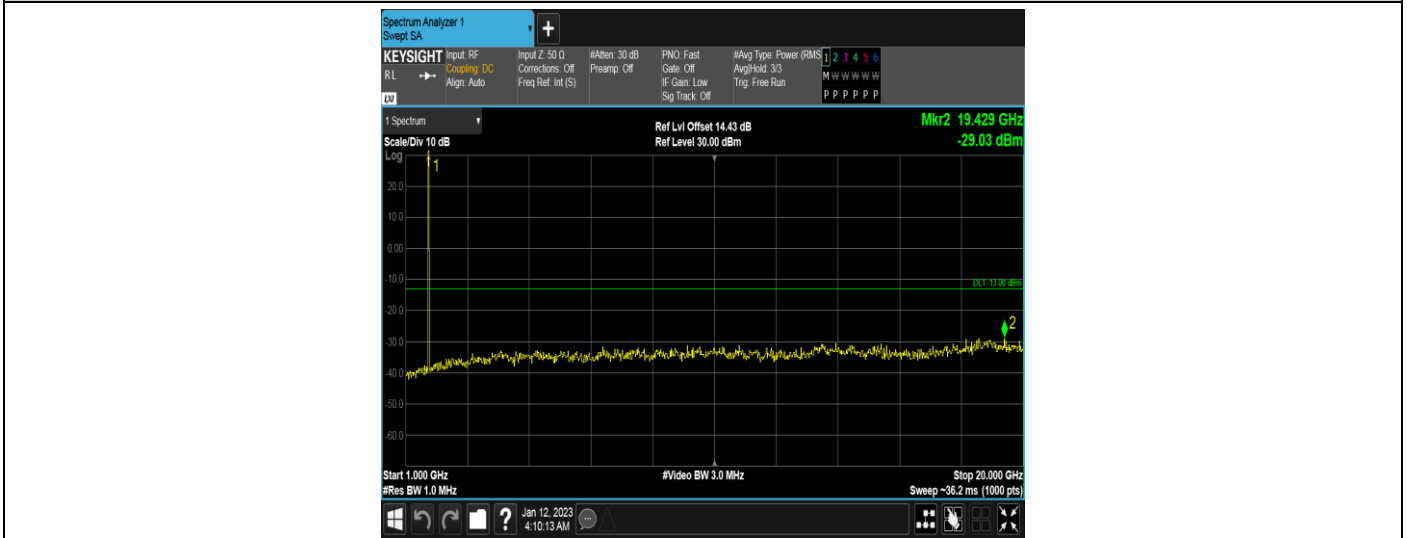 Spectrum Analyzer 1
Swept SA
+
KEYSIGHT Input: RF Input Z: 50 Ω #Atten: 30 dB PNO: Fast #Avg Type: Power (RMS 1 2 3 4 5 6
RL Coupling: DC Corrections: Off Preamp: Off Gate: Off Avg|Hold: 3/3 M W W W W W
Align: Auto Freq Ref: Int (S) IF Gain: Low Trig: Free Run
LXI Sig Track: Off P P P P P P
1 Spectrum Ref Lvl Offset 14.43 dB Mkr2 19.429 GHz
Scale/Div 10 dB Ref Level 30.00 dBm -29.03 dBm
Log 1
20.0
10.0
0.00
-10.0 DL1 -13.00 dBm
-20.0
2
-30.0
-40.0
-50.0
-60.0
Start 1.000 GHz #Video BW 3.0 MHz Stop 20.000 GHz
#Res BW 1.0 MHz Sweep ~36.2 ms (1000 pts)
? Jan 12, 2023
4:10:13 AM